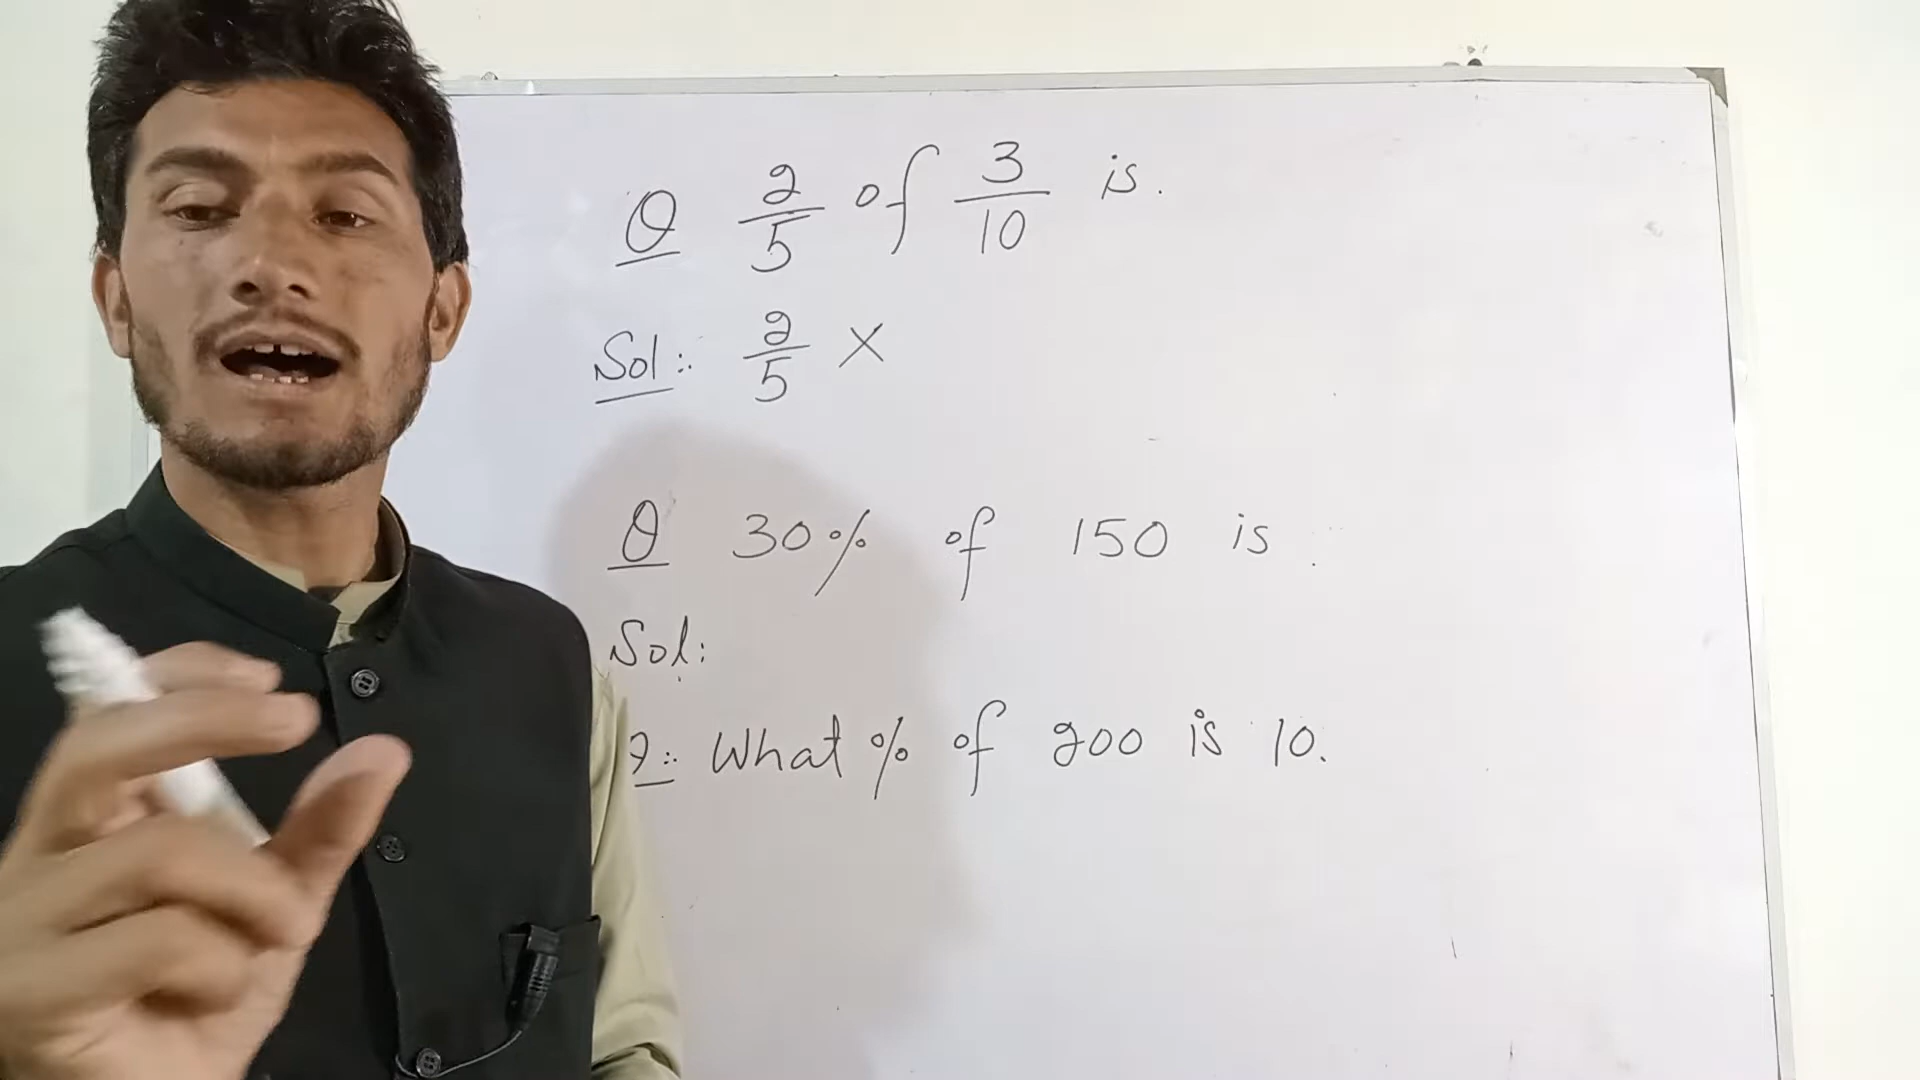 Q 2/5 of 3/10 is.
Sol:. 2/5 ×
Q 30% of 150 is .
Sol:
What % of 200 is 10.